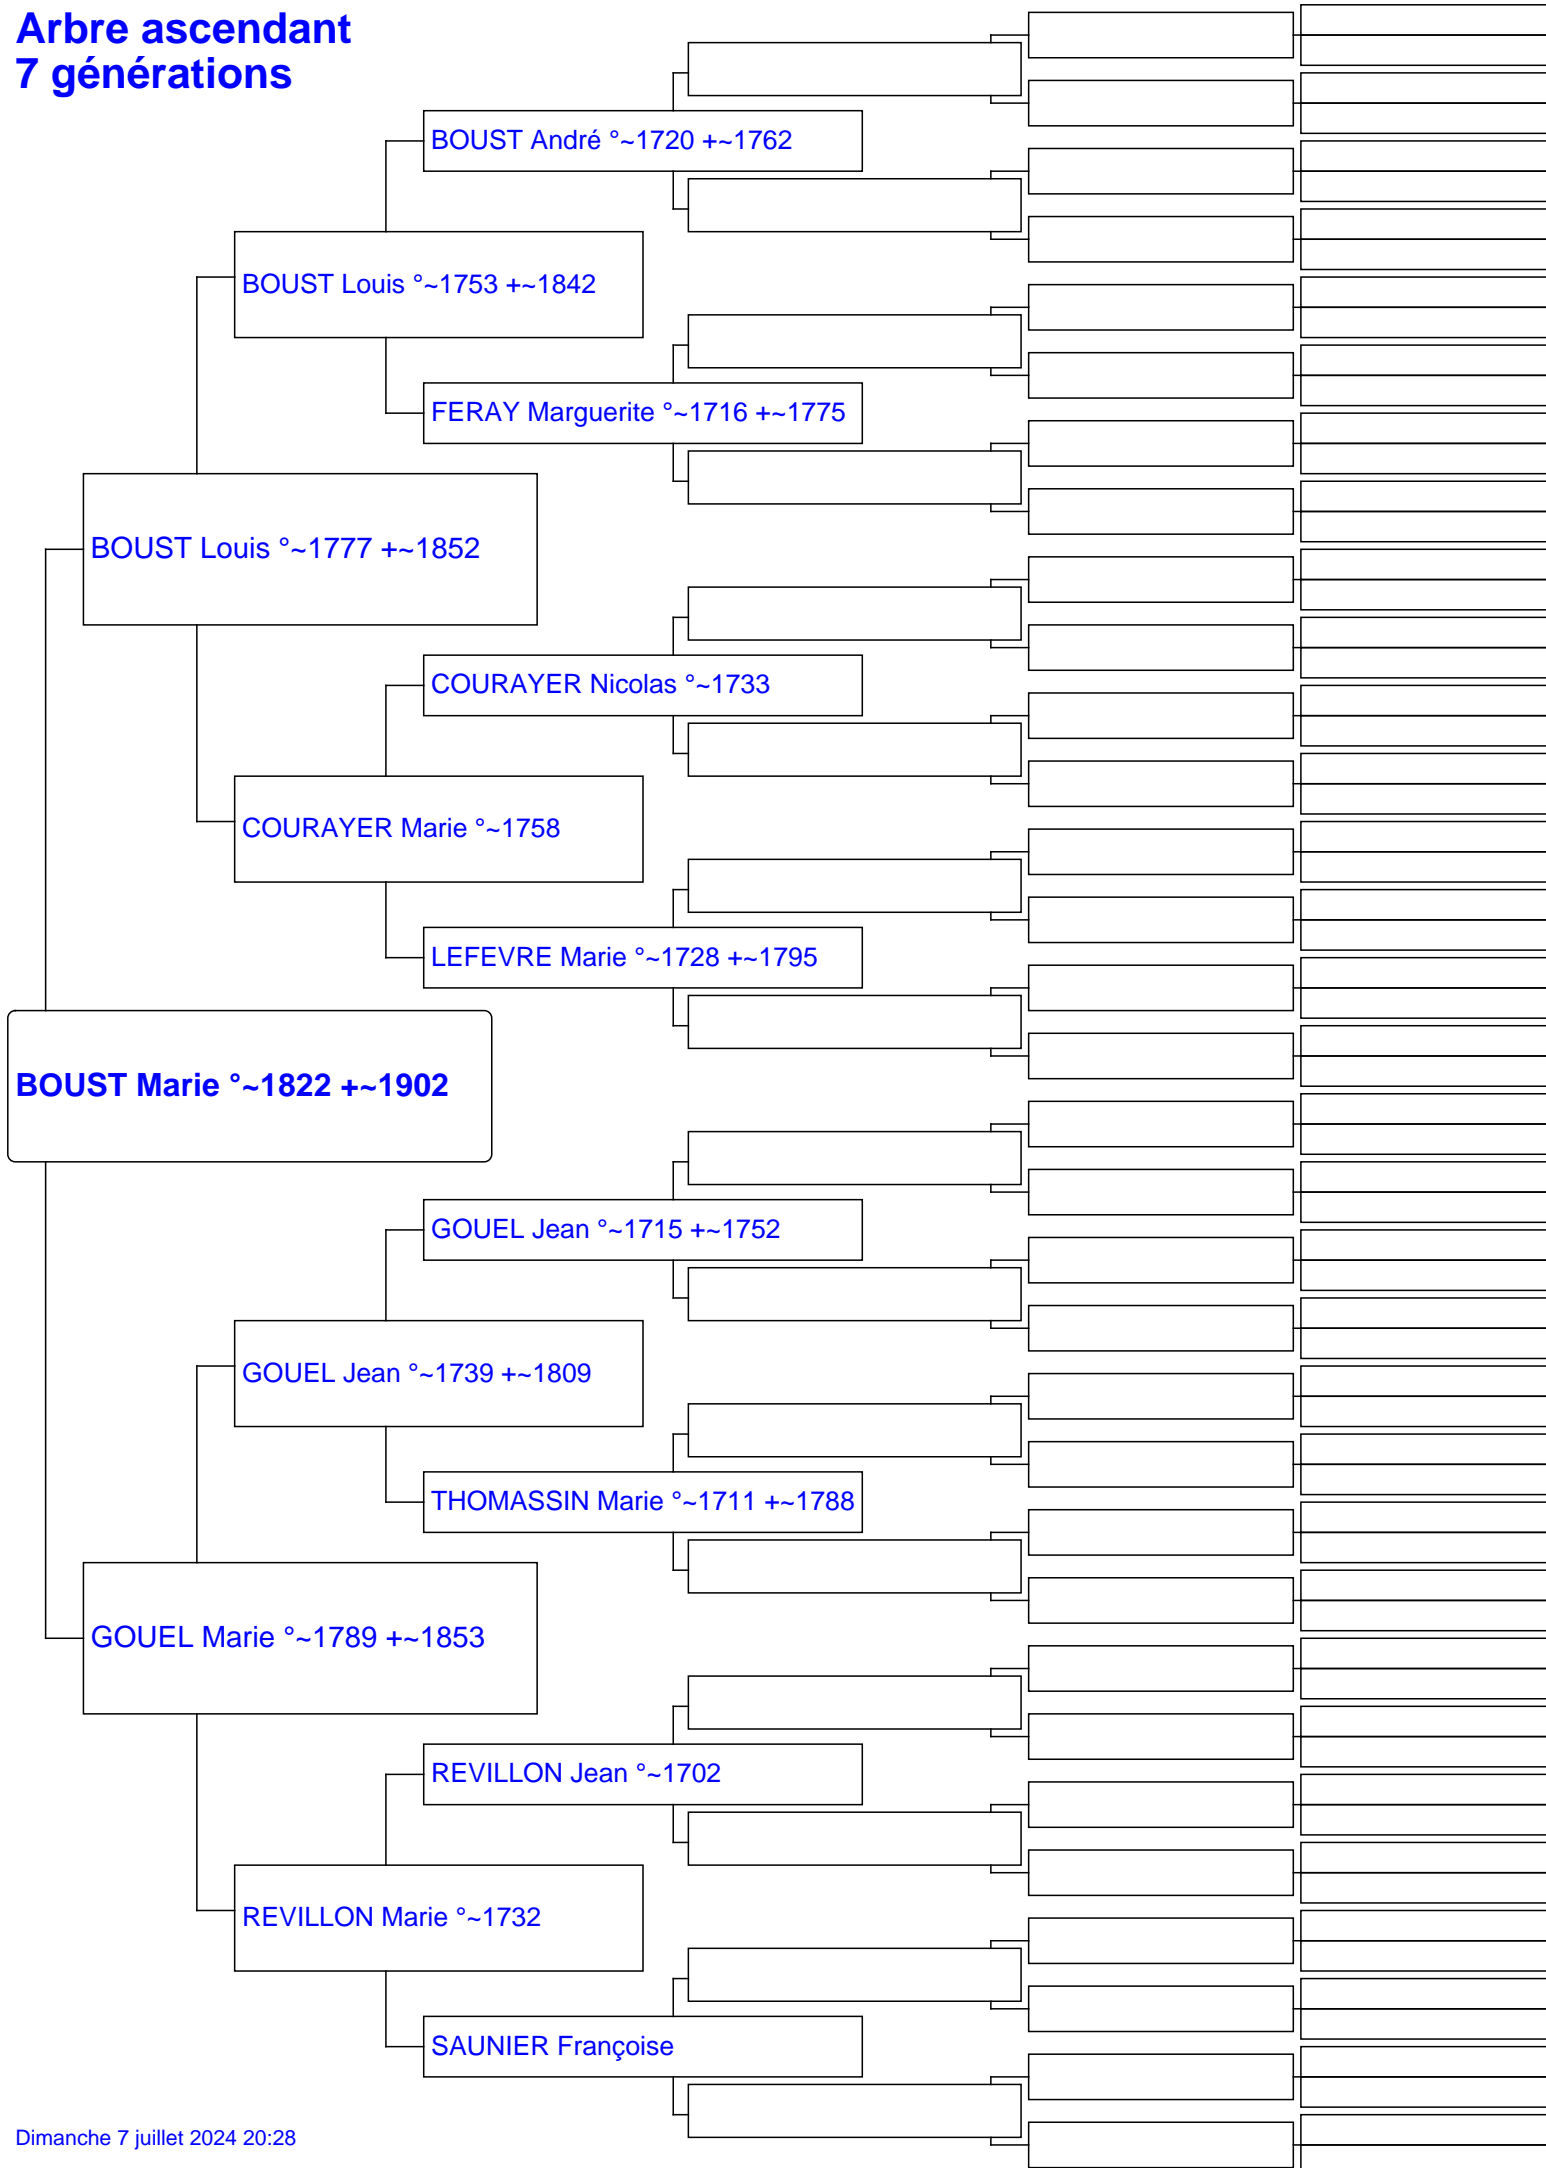 Arbre ascendant
7 générations
BOUST André °~1720 +~1762
BOUST Louis °~1753 +~1842
FERAY Marguerite °~1716 +~1775
BOUST Louis °~1777 +~1852
COURAYER Nicolas °~1733
COURAYER Marie °~1758
LEFEVRE Marie °~1728 +~1795
BOUST Marie °~1822 +~1902
GOUEL Jean °~1715 +~1752
GOUEL Jean °~1739 +~1809
THOMASSIN Marie °~1711 +~1788
GOUEL Marie °~1789 +~1853
REVILLON Jean °~1702
REVILLON Marie °~1732
SAUNIER Françoise
Dimanche 7 juillet 2024 20:28